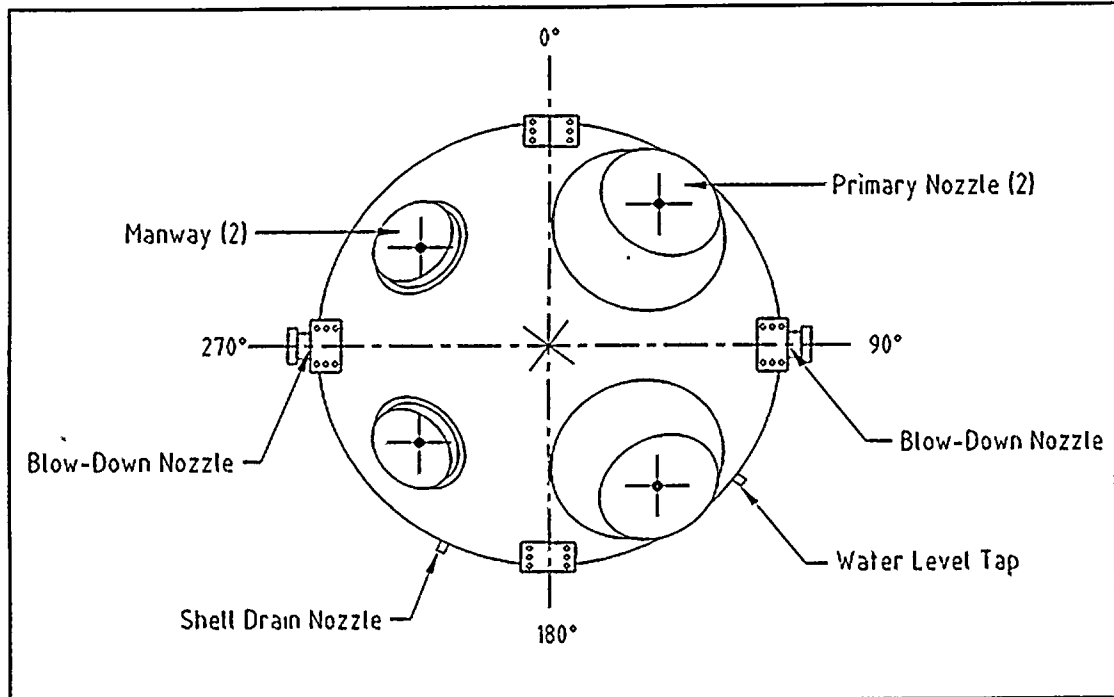 0°
Primary Nozzle (2)
Manway (2)
270°
90°
Blow-Down Nozzle
Blow-Down Nozzle
Water Level Tap
Shell Drain Nozzle
180°